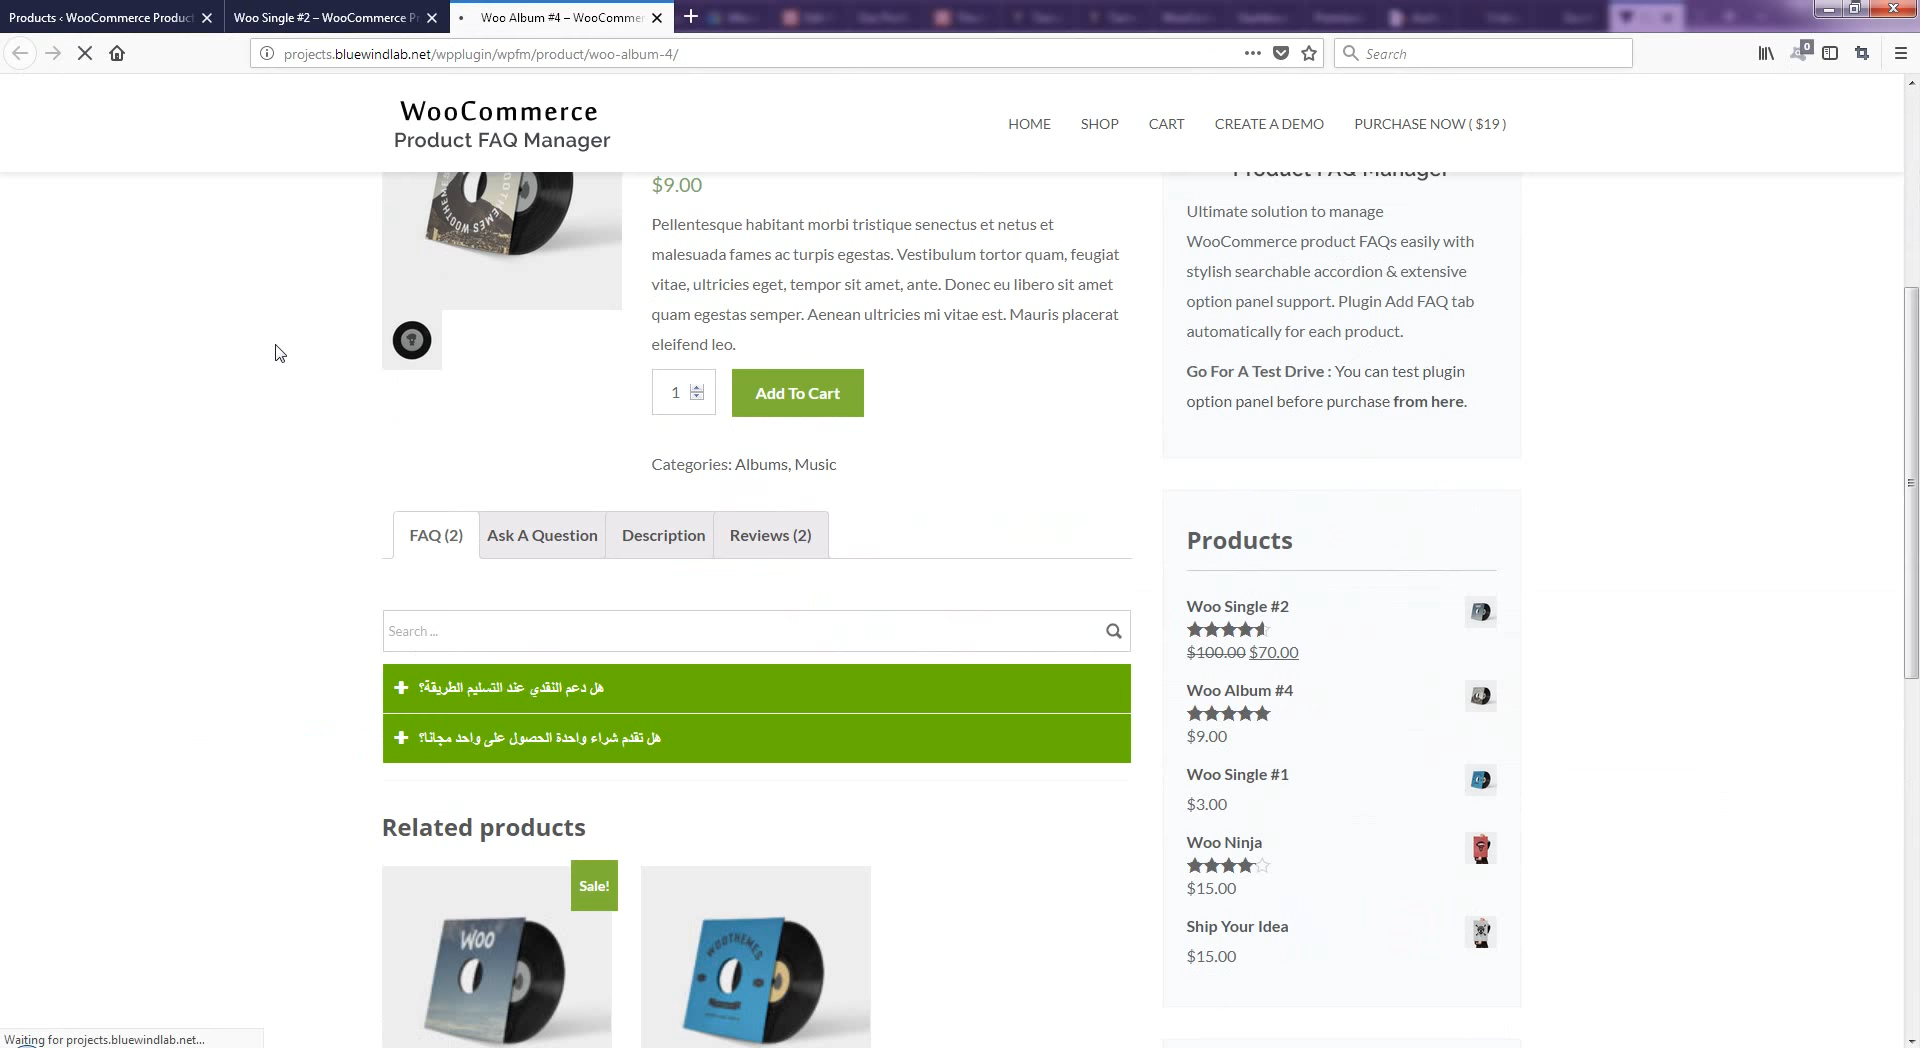 Products ‹ WooCommerce Produc
Woo Single #2 – WooCommerce P
Woo Album #4 – WooCommer
projects.bluewindlab.net/wpplugin/wpfm/product/woo-album-4/
Search
0
WooCommerce
Product FAQ Manager
HOME
SHOP
CART
CREATE A DEMO
PURCHASE NOW ( $19 )
$9.00
Pellentesque habitant morbi tristique senectus et netus et
malesuada fames ac turpis egestas. Vestibulum tortor quam, feugiat
vitae, ultricies eget, tempor sit amet, ante. Donec eu libero sit amet
quam egestas semper. Aenean ultricies mi vitae est. Mauris placerat
eleifend leo.
1
Add To Cart
Categories: Albums, Music
FAQ (2)
Ask A Question
Description
Reviews (2)
Search ...
هل دعم النقدي عند التسليم الطريقة؟
هل تقدم شراء واحدة الحصول على واحد مجانا؟
Related products
Sale!
WOO
WOOTHEMES
Product FAQ Manager
Ultimate solution to manage
WooCommerce product FAQs easily with
stylish searchable accordion & extensive
option panel support. Plugin Add FAQ tab
automatically for each product.
Go For A Test Drive : You can test plugin
option panel before purchase from here.
Products
Woo Single #2
$100.00 $70.00
Woo Album #4
$9.00
Woo Single #1
$3.00
Woo Ninja
$15.00
Ship Your Idea
$15.00
Waiting for projects.bluewindlab.net...